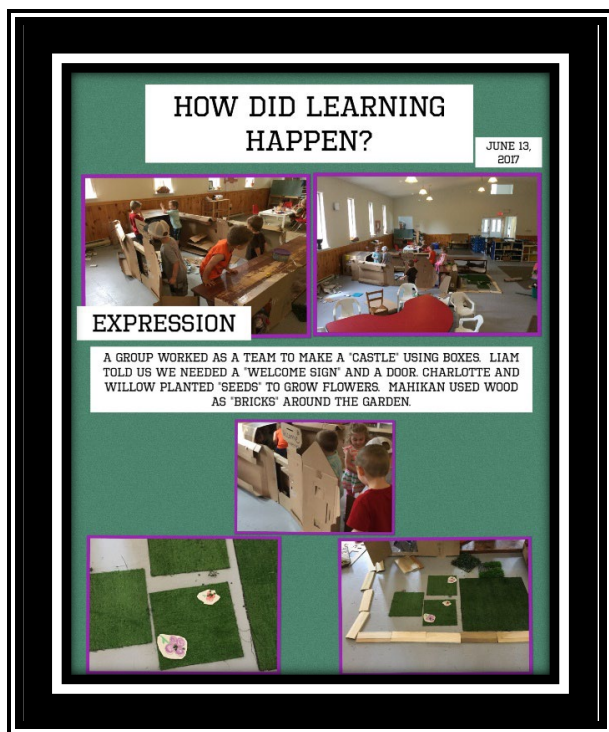 HOW DID LEARNING
HAPPEN?
JUNE 13,
2017
EXPRESSION
A GROUP WORKED AS A TEAM TO MAKE A "CASTLE" USING BOXES. LIAM
TOLD US WE NEEDED A "WELCOME SIGN" AND A DOOR. CHARLOTTE AND
WILLOW PLANTED "SEEDS" TO GROW FLOWERS. MAHIKAN USED WOOD
AS "BRICKS" AROUND THE GARDEN.